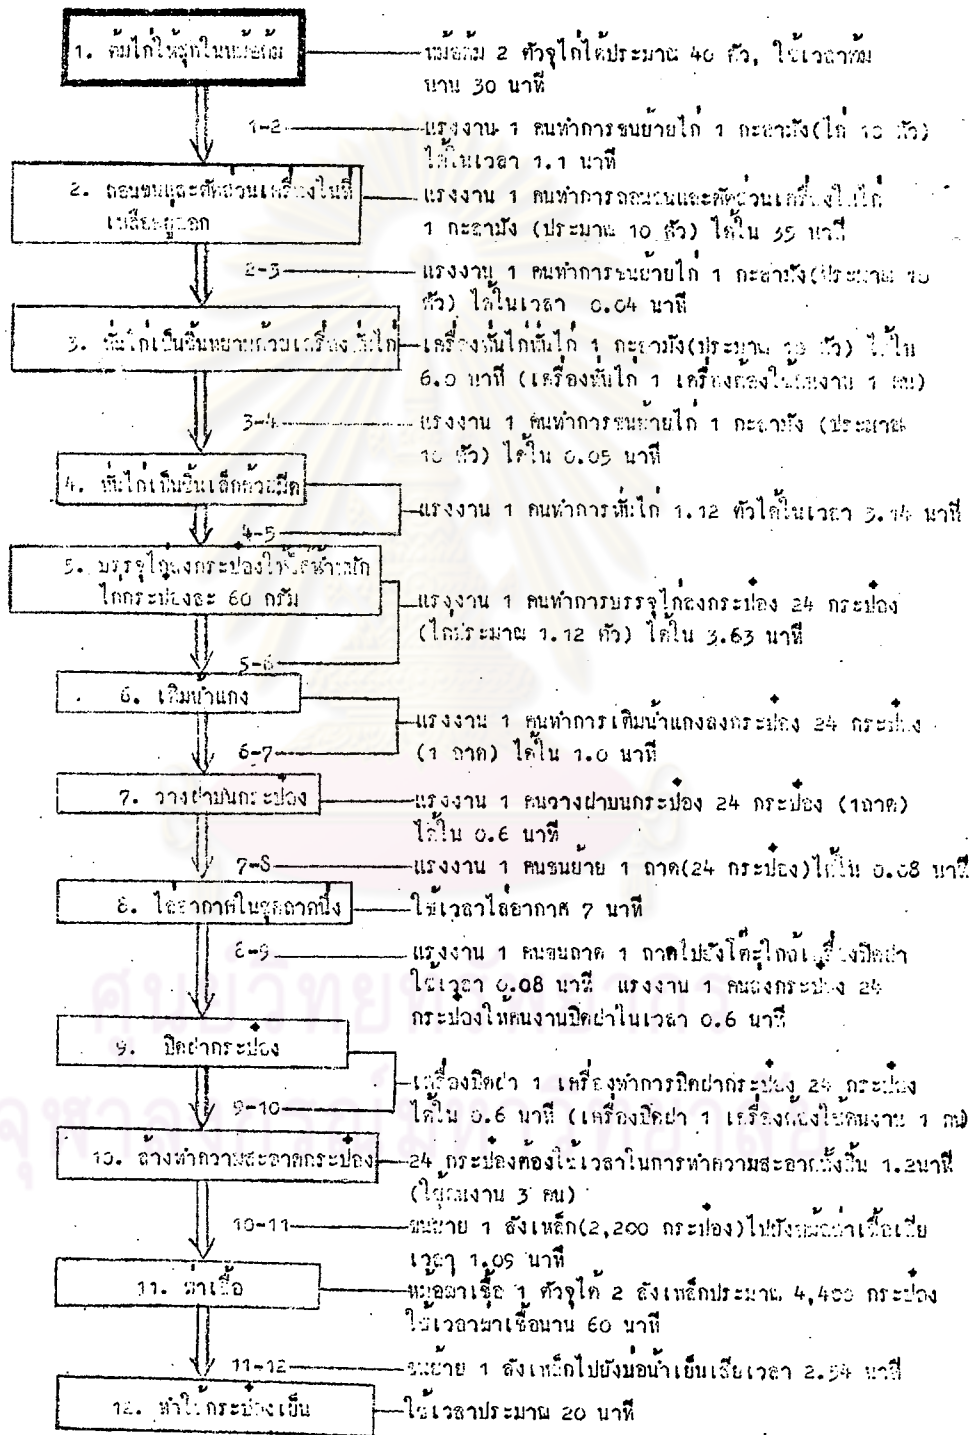 1. ต้มไก่ให้สุกในหม้อต้ม
หม้อต้ม 2 ตัวจุไก่ได้ประมาณ 40 ตัว, ใช้เวลาต้ม
นาน 30 นาที
1-2
แรงงาน 1 คนทำการขนย้ายไก่ 1 กะละมัง(ไก่ 10 ตัว)
ได้ในเวลา 1.1 นาที
2. ถอนขนและตัดส่วนเครื่องในที่
เหลืออยู่ออก
แรงงาน 1 คนทำการถอนขนและตัดส่วนเครื่องในไก่
1 กะละมัง (ประมาณ 10 ตัว) ได้ใน 35 นาที
2-3
แรงงาน 1 คนทำการขนย้ายไก่ 1 กะละมัง(ประมาณ 10
ตัว) ได้ในเวลา 0.04 นาที
3. หั่นไก่เป็นชิ้นหยาบด้วยเครื่องหั่นไก่
เครื่องหั่นไก่หั่นไก่ 1 กะละมัง(ประมาณ 10 ตัว) ได้ใน
6.0 นาที (เครื่องหั่นไก่ 1 เครื่องต้องใช้คนงาน 1 คน)
3-4
แรงงาน 1 คนทำการขนย้ายไก่ 1 กะละมัง (ประมาณ
10 ตัว) ได้ใน 0.05 นาที
4. หั่นไก่เป็นชิ้นเล็กด้วยมีด
4-5
แรงงาน 1 คนทำการหั่นไก่ 1.12 ตัวได้ในเวลา 3.14 นาที
5. บรรจุไก่ลงกระป๋องให้ได้น้ำหนัก
ไก่กระป๋องละ 60 กรัม
แรงงาน 1 คนทำการบรรจุไก่ลงกระป๋อง 24 กระป๋อง
(ไก่ประมาณ 1.12 ตัว) ได้ใน 3.63 นาที
5-6
6. เติมน้ำแกง
แรงงาน 1 คนทำการเติมน้ำแกงลงกระป๋อง 24 กระป๋อง
(1 ถาด) ได้ใน 1.0 นาที
6-7
7. วางฝาบนกระป๋อง
แรงงาน 1 คนวางฝาบนกระป๋อง 24 กระป๋อง (1ถาด)
ได้ใน 0.6 นาที
7-8
แรงงาน 1 คนขนย้าย 1 ถาด(24 กระป๋อง)ได้ใน 0.08 นาที
8. ไล่อากาศในชุดถาดนึ่ง
ใช้เวลาไล่อากาศ 7 นาที
8-9
แรงงาน 1 คนขนถาด 1 ถาดไปยังโต๊ะใกล้เครื่องปิดฝา
ใช้เวลา 0.08 นาที แรงงาน 1 คนส่งกระป๋อง 24
กระป๋องให้คนงานปิดฝาในเวลา 0.6 นาที
9. ปิดฝากระป๋อง
เครื่องปิดฝา 1 เครื่องทำการปิดฝากระป๋อง 24 กระป๋อง
ได้ใน 0.6 นาที (เครื่องปิดฝา 1 เครื่องต้องใช้คนงาน 1 คน)
9-10
10. ล้างทำความสะอาดกระป๋อง
24 กระป๋องต้องใช้เวลาในการทำความสะอาดทั้งสิ้น 1.2นาที
(ใช้คนงาน 3 คน)
10-11
ขนย้าย 1 ลังเหล็ก(2,200 กระป๋อง)ไปยังหม้อฆ่าเชื้อเสีย
เวลา 1.09 นาที
11. ฆ่าเชื้อ
หม้อฆ่าเชื้อ 1 ตัวจุได้ 2 ลังเหล็กประมาณ 4,400 กระป๋อง
ใช้เวลาฆ่าเชื้อนาน 60 นาที
11-12
ขนย้าย 1 ลังเหล็กไปยังบ่อน้ำเย็นเสียเวลา 2.54 นาที
12. ทำให้กระป๋องเย็น
ใช้เวลาประมาณ 20 นาที
ศูนย์วิทยทรัพยากร
จุฬาลงกรณ์มหาวิทยาลัย